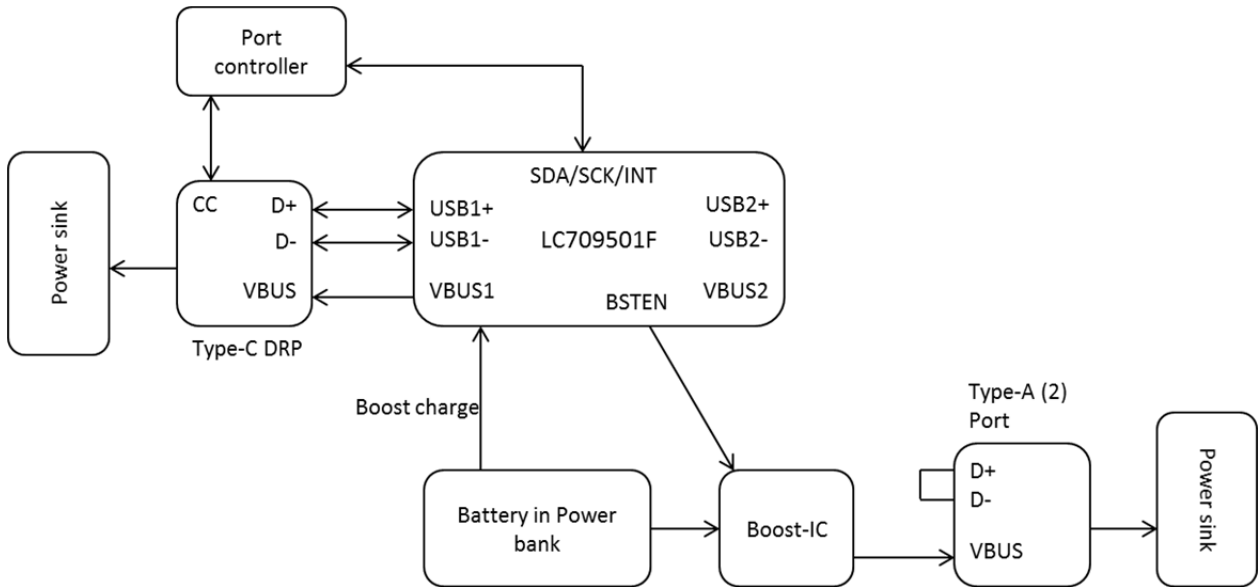 Port
controller
Power sink
CC
D+
D-
VBUS
Type-C DRP
SDA/SCK/INT
USB1+
USB1-
LC709501F
VBUS1
BSTEN
USB2+
USB2-
VBUS2
Boost charge
Battery in Power
bank
Boost-IC
Type-A (2)
Port
D+
D-
VBUS
Power sink